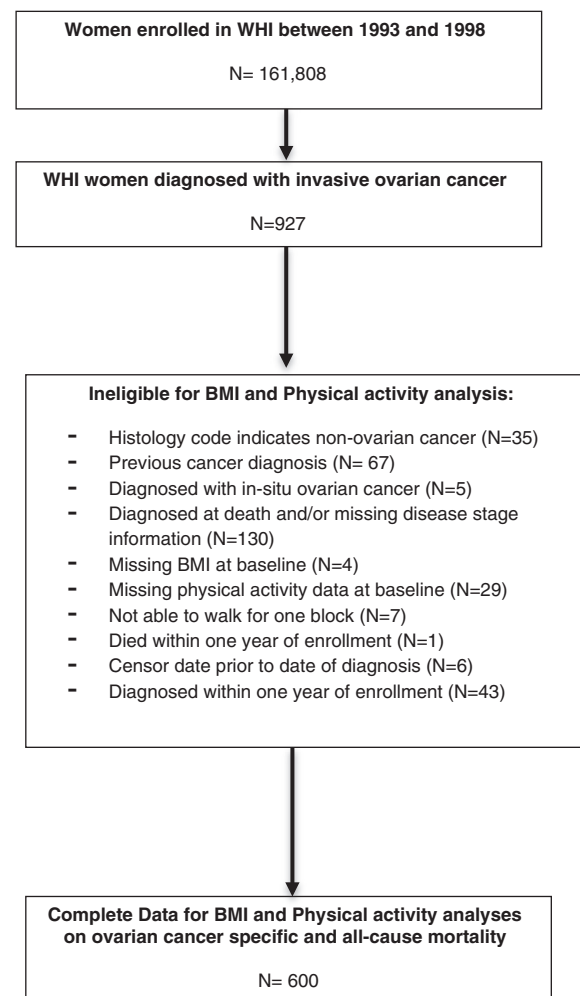 Women enrolled in WHI between 1993 and 1998
N= 161,808
WHI women diagnosed with invasive ovarian cancer
N=927
Ineligible for BMI and Physical activity analysis:
- Histology code indicates non-ovarian cancer (N=35)
- Previous cancer diagnosis (N= 67)
- Diagnosed with in-situ ovarian cancer (N=5)
- Diagnosed at death and/or missing disease stage
information (N=130)
- Missing BMI at baseline (N=4)
- Missing physical activity data at baseline (N=29)
- Not able to walk for one block (N=7)
- Died within one year of enrollment (N=1)
- Censor date prior to date of diagnosis (N=6)
- Diagnosed within one year of enrollment (N=43)
Complete Data for BMI and Physical activity analyses
on ovarian cancer specific and all-cause mortality
N= 600